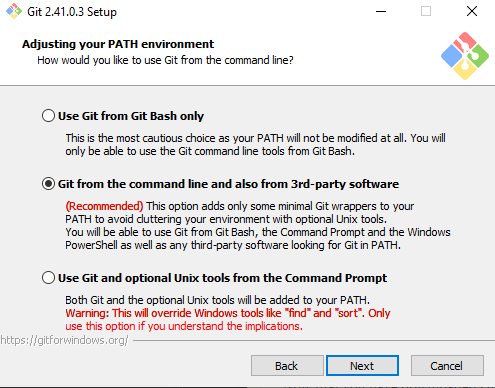 Git 2.41.0.3 Setup
Adjusting your PATH environment
How would you like to use Git from the command line?
Use Git from Git Bash only
This is the most cautious choice as your PATH will not be modified at all. You will
only be able to use the Git command line tools from Git Bash.
Git from the command line and also from 3rd-party software
(Recommended) This option adds only some minimal Git wrappers to your
PATH to avoid cluttering your environment with optional Unix tools.
You will be able to use Git from Git Bash, the Command Prompt and the Windows
PowerShell as well as any third-party software looking for Git in PATH.
Use Git and optional Unix tools from the Command Prompt
Both Git and the optional Unix tools will be added to your PATH.
Warning: This will override Windows tools like "find" and "sort". Only
use this option if you understand the implications.
https://gitforwindows.org/
Back Next Cancel